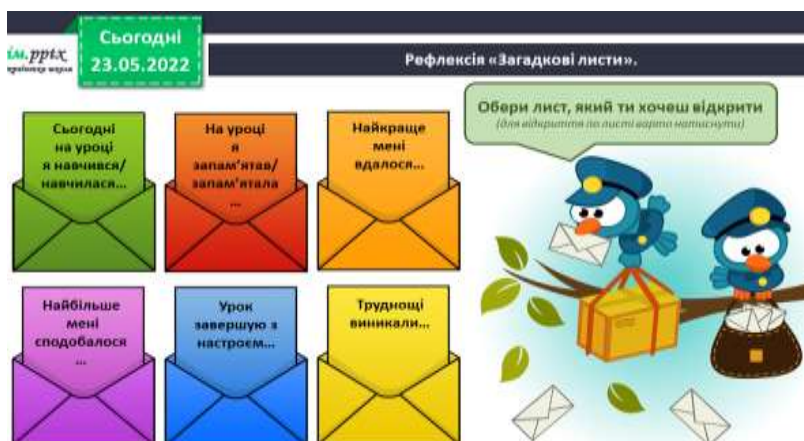 Сьогодні
23.05.2022
їм.pptx
Рефлексія «Загадкові листи».
Обери лист, який ти хочеш відкрити
(для відкриття по листі варто натиснути)
Сьогодні
на уроці
я навчився/
навчилася...
На уроці
я
запам'ятав/
запам'ятала
...
Найкраще
мені
вдалося...
Найбільше
мені
сподобалося
...
Урок
завершую з
настроєм...
Труднощі
виникали...